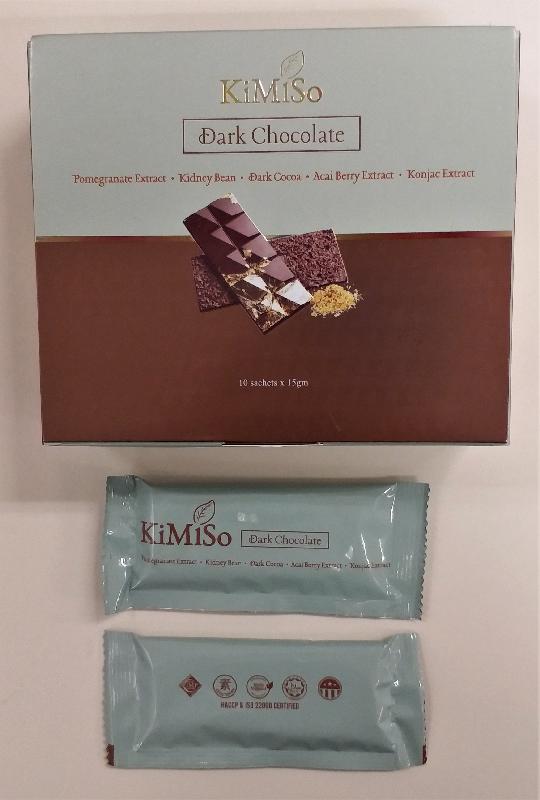 KiMiSo
Dark Chocolate
Pomegranate Extract • Kidney Bean • Dark Cocoa • Acai Berry Extract • Konjac Extract
10 sachets x 15gm
KiMiSo
Dark Chocolate
Pomegranate Extract • Kidney Bean • Dark Cocoa • Acai Berry Extract • Konjac Extract
HACCP & ISO 22000 CERTIFIED